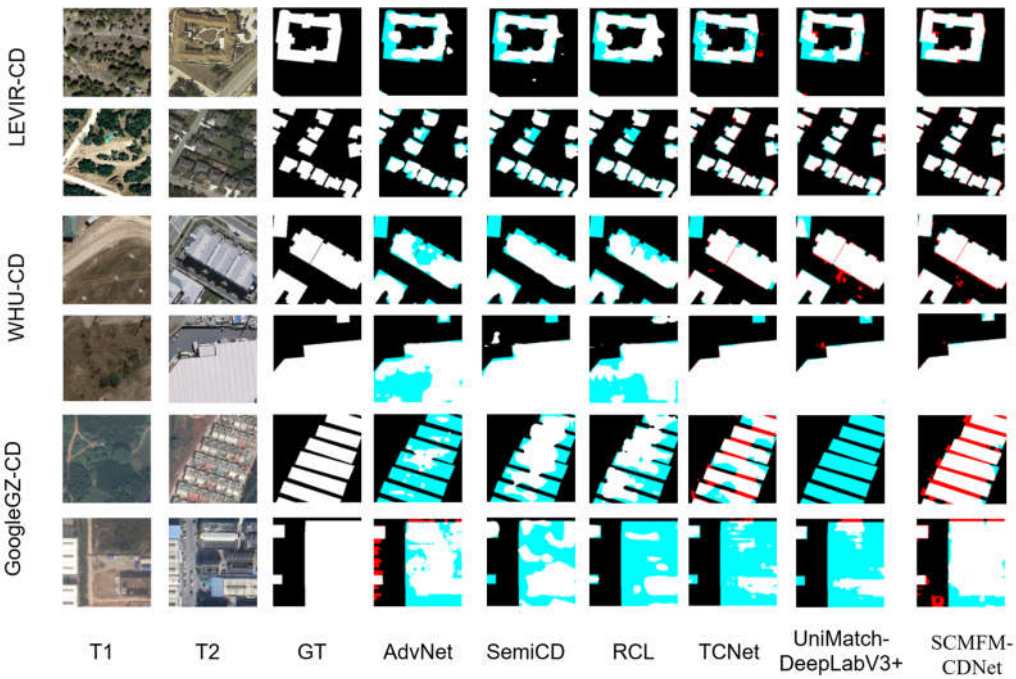 LEVIR-CD
WHU-CD
GoogleGZ-CD
T1
T2
GT
AdvNet
SemiCD
RCL
TCNet
UniMatch-
DeepLabV3+
SCMFM-
CDNet